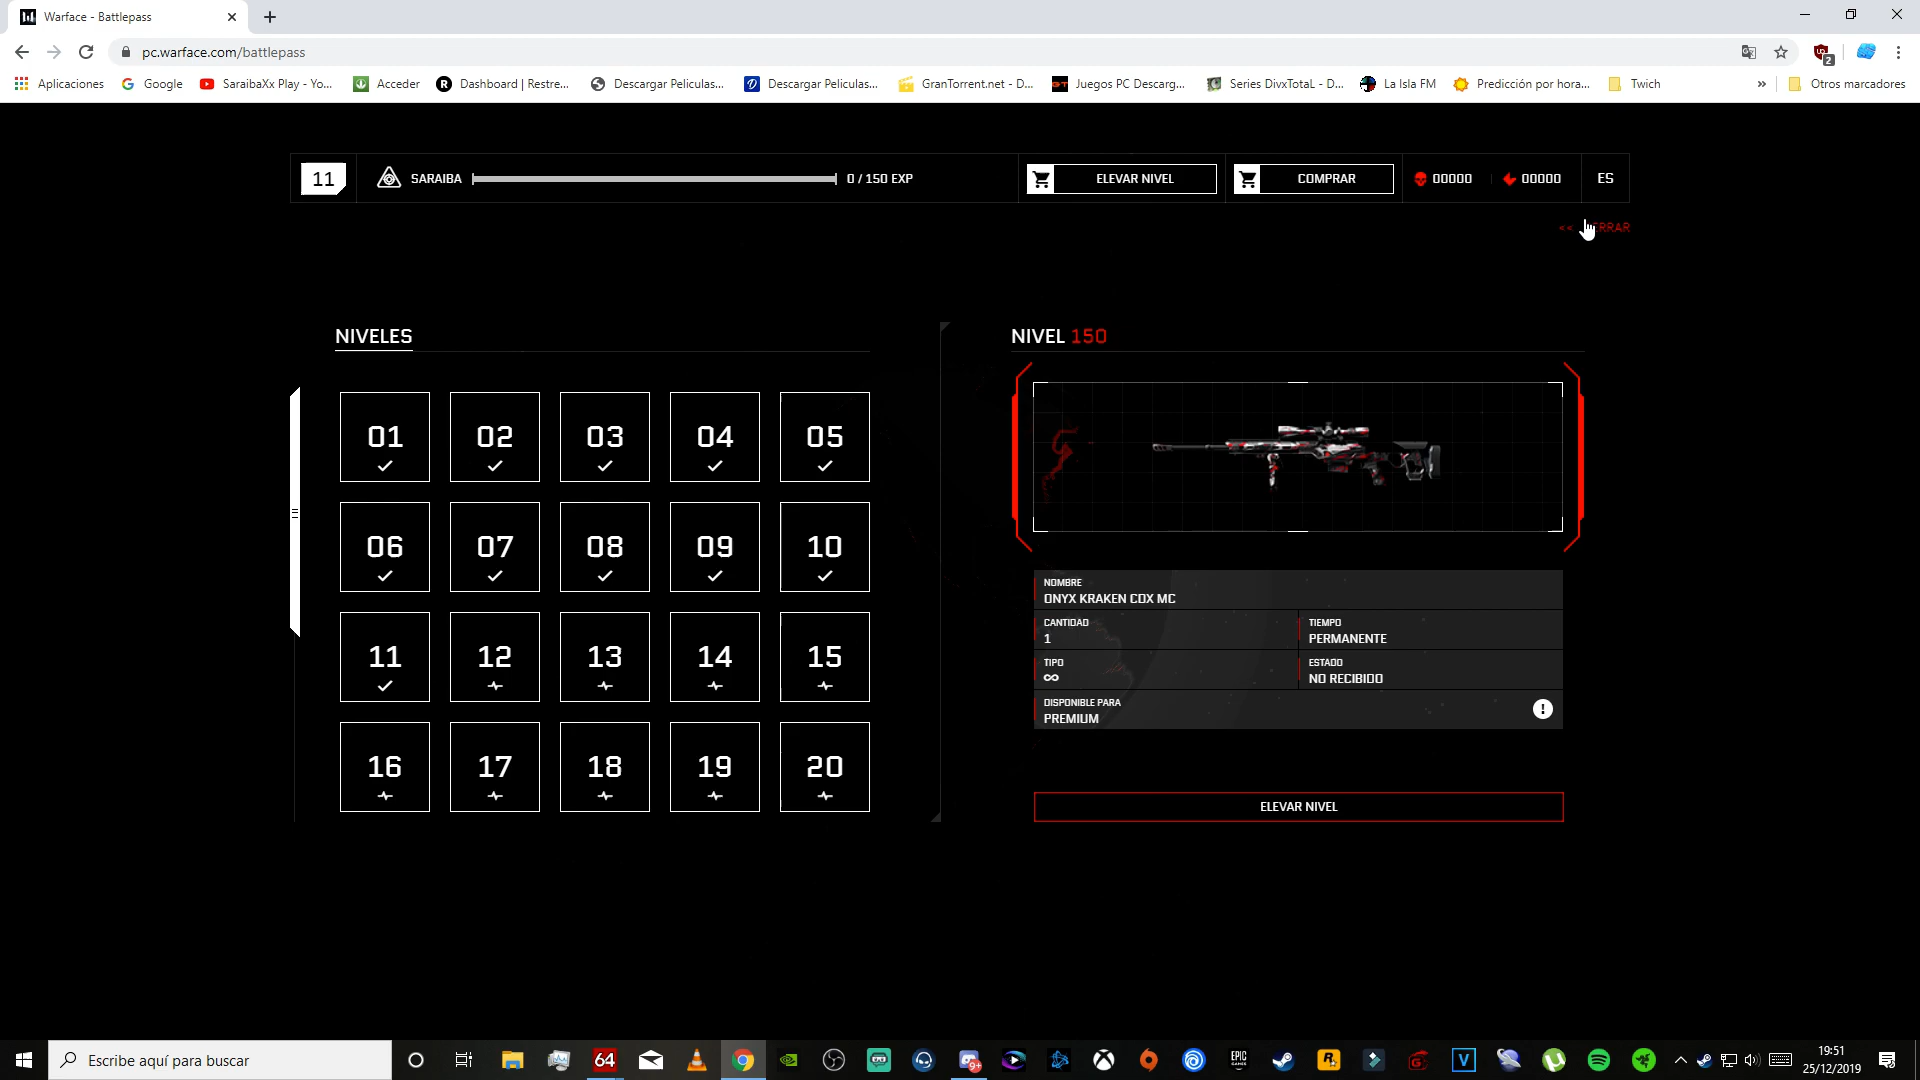 Warface - Battlepass
pc.warface.com/battlepass
2
Aplicaciones
Google
SaraibaXx Play - Yo...
Acceder
Dashboard | Restre...
Descargar Peliculas...
Descargar Peliculas...
GranTorrent.net - D...
Juegos PC Descarg...
Series DivxTotaL - D...
La Isla FM
Predicción por hora...
Twich
»
Otros marcadores
11
SARAIBA
0 / 150 EXP
ELEVAR NIVEL
COMPRAR
00000
00000
ES
<<
NIVELES
NIVEL 150
01 02 03 04 05
06 07 08 09 10
11 12 13 14 15
16 17 18 19 20
NOMBRE
ONYX KRAKEN CDX MC
CANTIDAD
1
TIEMPO
PERMANENTE
TIPO
∞
ESTADO
NO RECIBIDO
DISPONIBLE PARA
PREMIUM
!
ELEVAR NIVEL
Escribe aquí para buscar
64
9+
EPIC
GAMES
19:51
25/12/2019